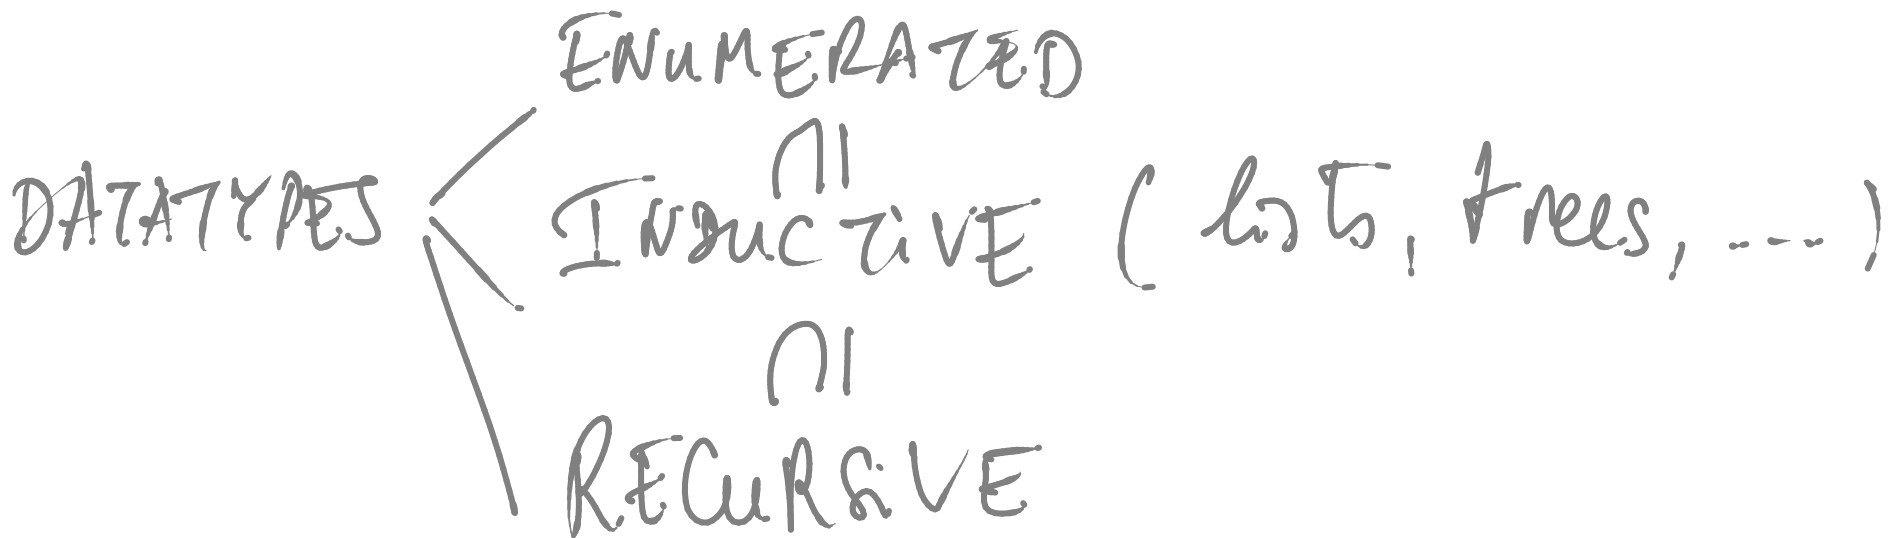 ENUMERATED
∩|
DATATYPES INDUCTIVE (lists, trees, ....)
∩|
RECURSIVE